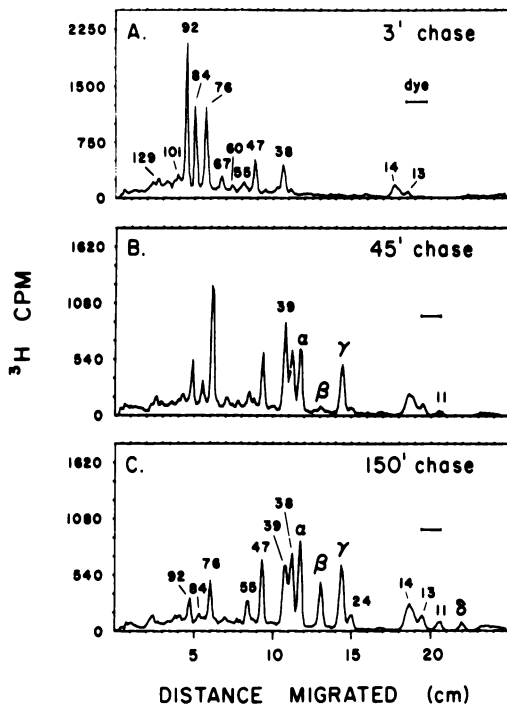 A. 3' chase
92
84
76
dye
129
101
67
60
55
47
38
14
13
2250
1500
750
0
B. 45' chase
39
α
β
γ
11
1620
1080
540
0
C. 150' chase
92
84
76
55
47
39
38
α
β
γ
24
14
13
11
δ
1620
1080
540
0
5 10 15 20
³H CPM
DISTANCE MIGRATED (cm)